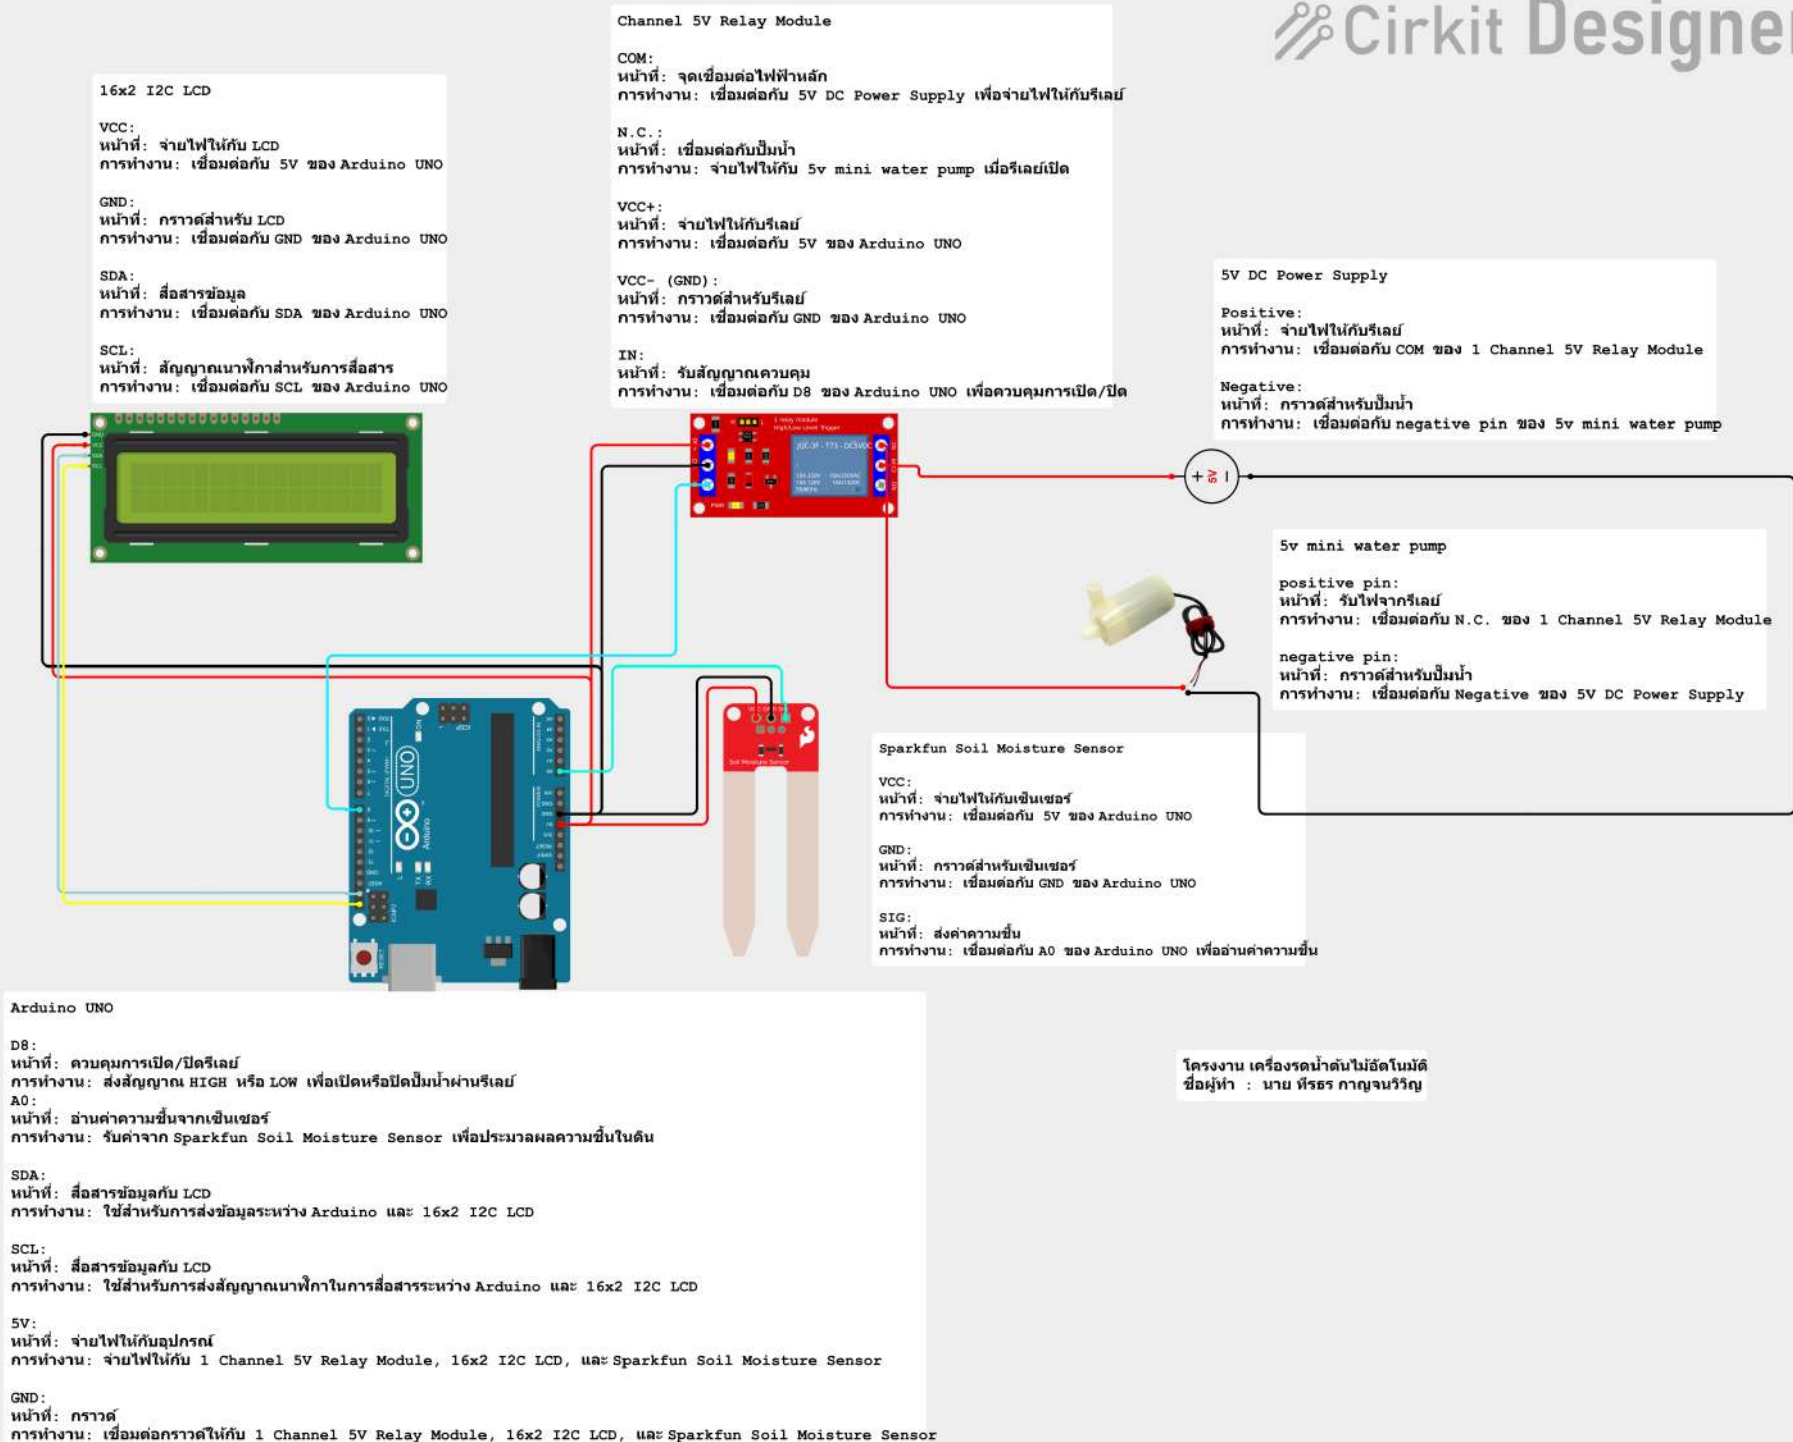 Cirkit Designer
Channel 5V Relay Module
COM:
หน้าที่: จุดเชื่อมต่อไฟฟ้าหลัก
การทำงาน: เชื่อมต่อกับ 5V DC Power Supply เพื่อจ่ายไฟให้กับรีเลย์
N.C.:
หน้าที่: เชื่อมต่อกับปั๊มน้ำ
การทำงาน: จ่ายไฟให้กับ 5v mini water pump เมื่อรีเลย์เปิด
VCC+:
หน้าที่: จ่ายไฟให้กับรีเลย์
การทำงาน: เชื่อมต่อกับ 5V ของ Arduino UNO
VCC- (GND):
หน้าที่: กราวด์สำหรับรีเลย์
การทำงาน: เชื่อมต่อกับ GND ของ Arduino UNO
IN:
หน้าที่: รับสัญญาณควบคุม
การทำงาน: เชื่อมต่อกับ D8 ของ Arduino UNO เพื่อควบคุมการเปิด/ปิด
16x2 I2C LCD
VCC:
หน้าที่: จ่ายไฟให้กับ LCD
การทำงาน: เชื่อมต่อกับ 5V ของ Arduino UNO
GND:
หน้าที่: กราวด์สำหรับ LCD
การทำงาน: เชื่อมต่อกับ GND ของ Arduino UNO
SDA:
หน้าที่: สื่อสารข้อมูล
การทำงาน: เชื่อมต่อกับ SDA ของ Arduino UNO
SCL:
หน้าที่: สัญญาณนาฬิกาสำหรับการสื่อสาร
การทำงาน: เชื่อมต่อกับ SCL ของ Arduino UNO
5V DC Power Supply
Positive:
หน้าที่: จ่ายไฟให้กับรีเลย์
การทำงาน: เชื่อมต่อกับ COM ของ 1 Channel 5V Relay Module
Negative:
หน้าที่: กราวด์สำหรับปั๊มน้ำ
การทำงาน: เชื่อมต่อกับ negative pin ของ 5v mini water pump
1 relay module
High/Low Level Trigger
JQC-3F-T73-DC5VDC
PWR
5V
5v mini water pump
positive pin:
หน้าที่: รับไฟจากรีเลย์
การทำงาน: เชื่อมต่อกับ N.C. ของ 1 Channel 5V Relay Module
negative pin:
หน้าที่: กราวด์สำหรับปั๊มน้ำ
การทำงาน: เชื่อมต่อกับ Negative ของ 5V DC Power Supply
UNO
Arduino
RESET
Soil Moisture Sensor
Sparkfun Soil Moisture Sensor
VCC:
หน้าที่: จ่ายไฟให้กับเซ็นเซอร์
การทำงาน: เชื่อมต่อกับ 5V ของ Arduino UNO
GND:
หน้าที่: กราวด์สำหรับเซ็นเซอร์
การทำงาน: เชื่อมต่อกับ GND ของ Arduino UNO
SIG:
หน้าที่: ส่งค่าความชื้น
การทำงาน: เชื่อมต่อกับ A0 ของ Arduino UNO เพื่ออ่านค่าความชื้น
Arduino UNO
D8:
หน้าที่: ควบคุมการเปิด/ปิดรีเลย์
การทำงาน: ส่งสัญญาณ HIGH หรือ LOW เพื่อเปิดหรือปิดปั๊มน้ำผ่านรีเลย์
A0:
หน้าที่: อ่านค่าความชื้นจากเซ็นเซอร์
การทำงาน: รับค่าจาก Sparkfun Soil Moisture Sensor เพื่อประมวลผลความชื้นในดิน
SDA:
หน้าที่: สื่อสารข้อมูลกับ LCD
การทำงาน: ใช้สำหรับการส่งข้อมูลระหว่าง Arduino และ 16x2 I2C LCD
SCL:
หน้าที่: สื่อสารข้อมูลกับ LCD
การทำงาน: ใช้สำหรับการส่งสัญญาณนาฬิกาในการสื่อสารระหว่าง Arduino และ 16x2 I2C LCD
5V:
หน้าที่: จ่ายไฟให้กับอุปกรณ์
การทำงาน: จ่ายไฟให้กับ 1 Channel 5V Relay Module, 16x2 I2C LCD, และ Sparkfun Soil Moisture Sensor
GND:
หน้าที่: กราวด์
การทำงาน: เชื่อมต่อกราวด์ให้กับ 1 Channel 5V Relay Module, 16x2 I2C LCD, และ Sparkfun Soil Moisture Sensor
โครงงาน เครื่องรดน้ำต้นไม้อัตโนมัติ
ชื่อผู้ทำ : นาย ทีรธร กาญจนวิวิญ